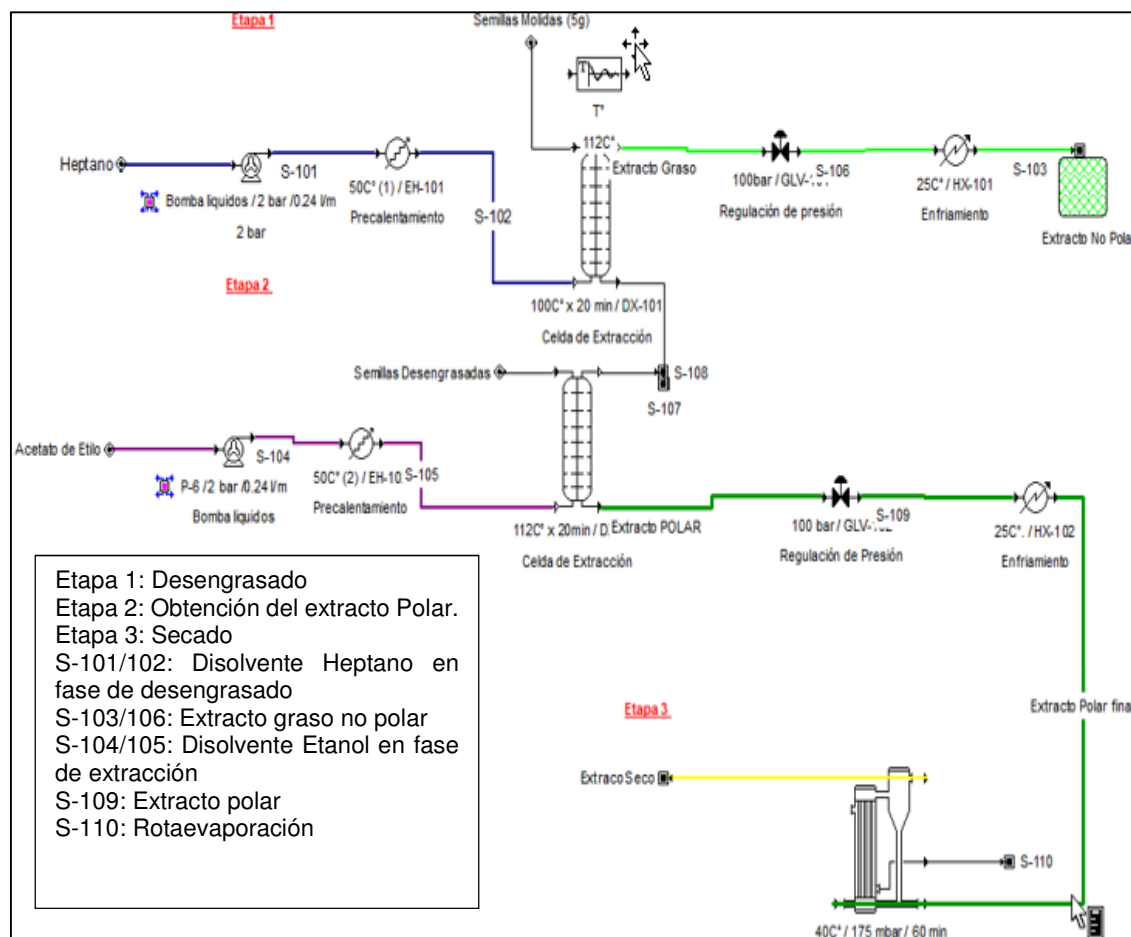 Etapa 1
Semillas Molidas (5g)
T
T°
112C°
Extracto Graso
Heptano
S-101
50C° (1) / EH-101
Precalentamiento
Bomba liquidos / 2 bar /0.24 l/m
2 bar
S-102
100bar / GLV-
S-106
Regulación de presión
25C° / HX-101
Enfriamiento
S-103
Extracto No Pola
Etapa 2
100C° x 20 min / DX-101
Celda de Extracción
Semillas Desengrasadas
S-108
S-107
Acetato de Etilo
S-104
50C° (2) / EH-10
S-105
Precalentamiento
P-6 /2 bar /0.24 l/m
Bomba liquidos
112C° x 20min / D
Extracto POLAR
Celda de Extracción
100 bar / GLV-
S-109
Regulación de Presión
25C°. / HX-102
Enfriamiento
Etapa 1: Desengrasado
Etapa 2: Obtención del extracto Polar.
Etapa 3: Secado
S-101/102: Disolvente Heptano en
fase de desengrasado
S-103/106: Extracto graso no polar
S-104/105: Disolvente Etanol en fase
de extracción
S-109: Extracto polar
S-110: Rotaevaporación
Etapa 3
Extracto Polar fina
Extraco Seco
S-110
40C° / 175 mbar / 60 min